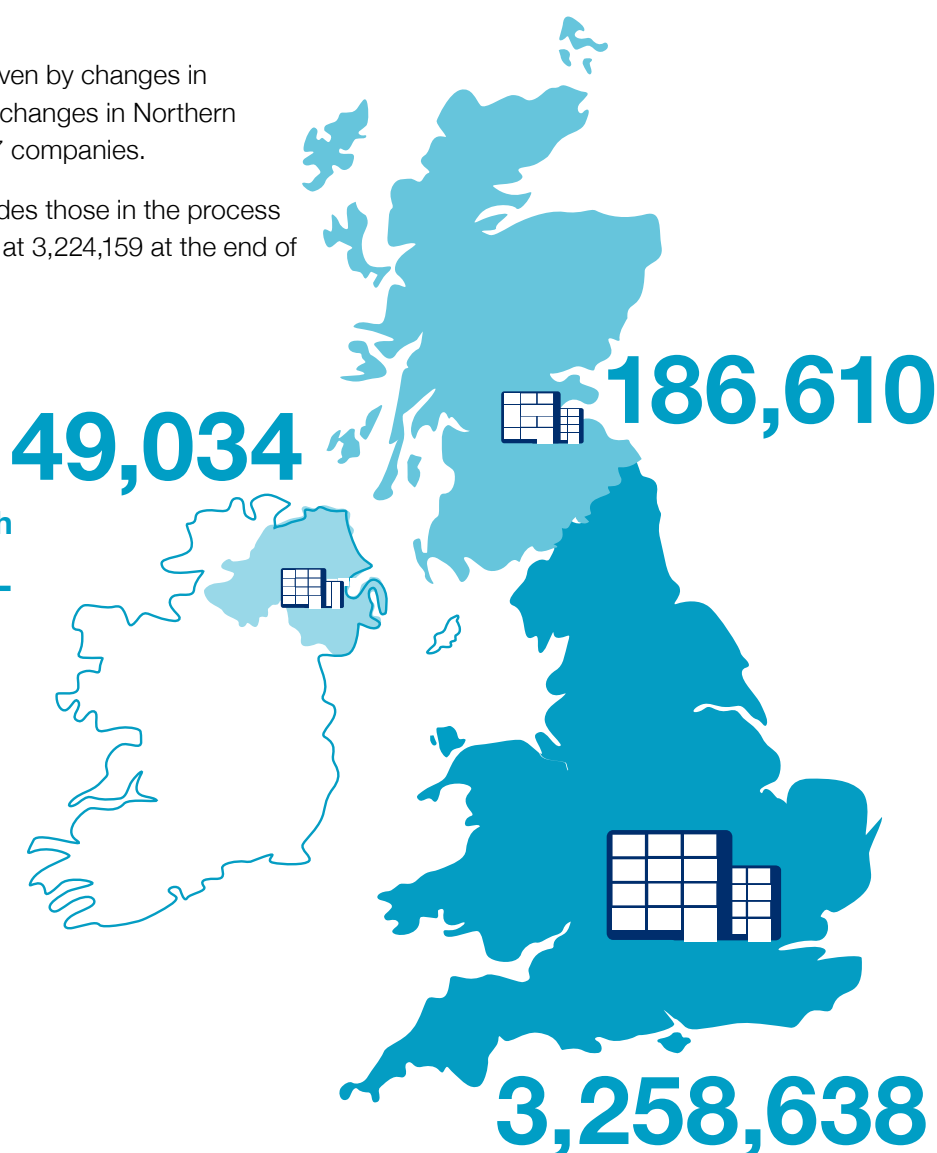 ven by changes in
changes in Northern
companies.
des those in the process
at 3,224,159 at the end of
186,610
49,034
3,258,638